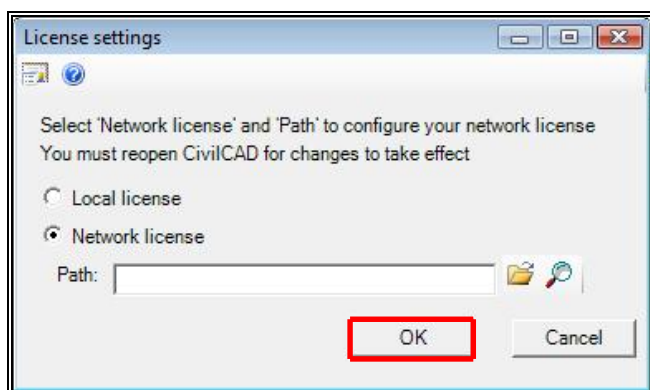 License settings
Select 'Network license' and 'Path' to configure your network license
You must reopen CivilCAD for changes to take effect
Local license
Network license
Path:
OK
Cancel